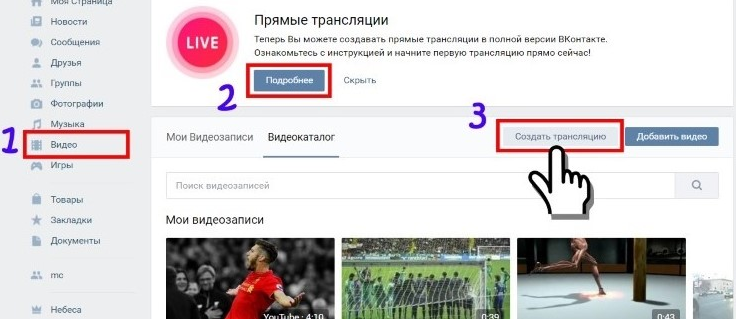 Моя Страница
Новости
Сообщения
Друзья
Группы
Фотографии
Музыка
1
Видео
Игры
Товары
Закладки
Документы
mc
Небеса
LIVE
Прямые трансляции
Теперь Вы можете создавать прямые трансляции в полной версии ВКонтакте.
Ознакомьтесь с инструкцией и начните первую трансляцию прямо сейчас!
2
Подробнее
Скрыть
Мои Видеозаписи
Видеокаталог
3
Создать трансляцию
Добавить видео
Поиск видеозаписей
Мои видеозаписи
YouTube · 4:10
0:39
0:43